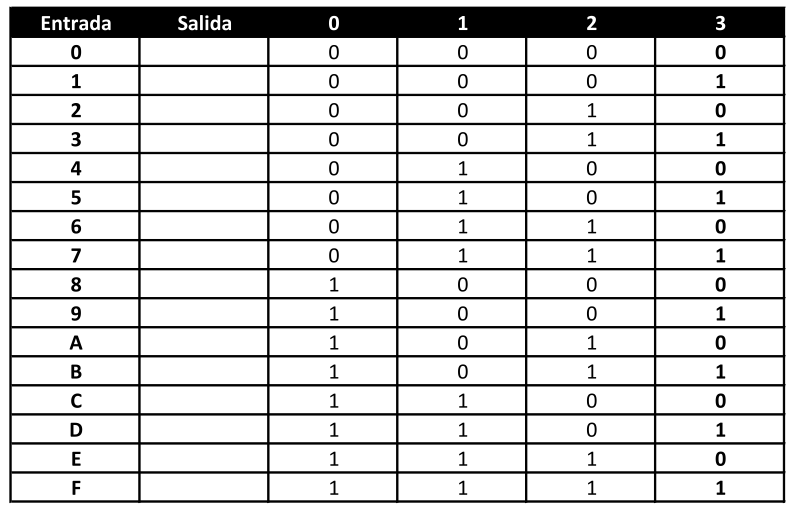 Entrada Salida 0 1 2 3
0 0 0 0 0
1 0 0 0 1
2 0 0 1 0
3 0 0 1 1
4 0 1 0 0
5 0 1 0 1
6 0 1 1 0
7 0 1 1 1
8 1 0 0 0
9 1 0 0 1
A 1 0 1 0
B 1 0 1 1
C 1 1 0 0
D 1 1 0 1
E 1 1 1 0
F 1 1 1 1